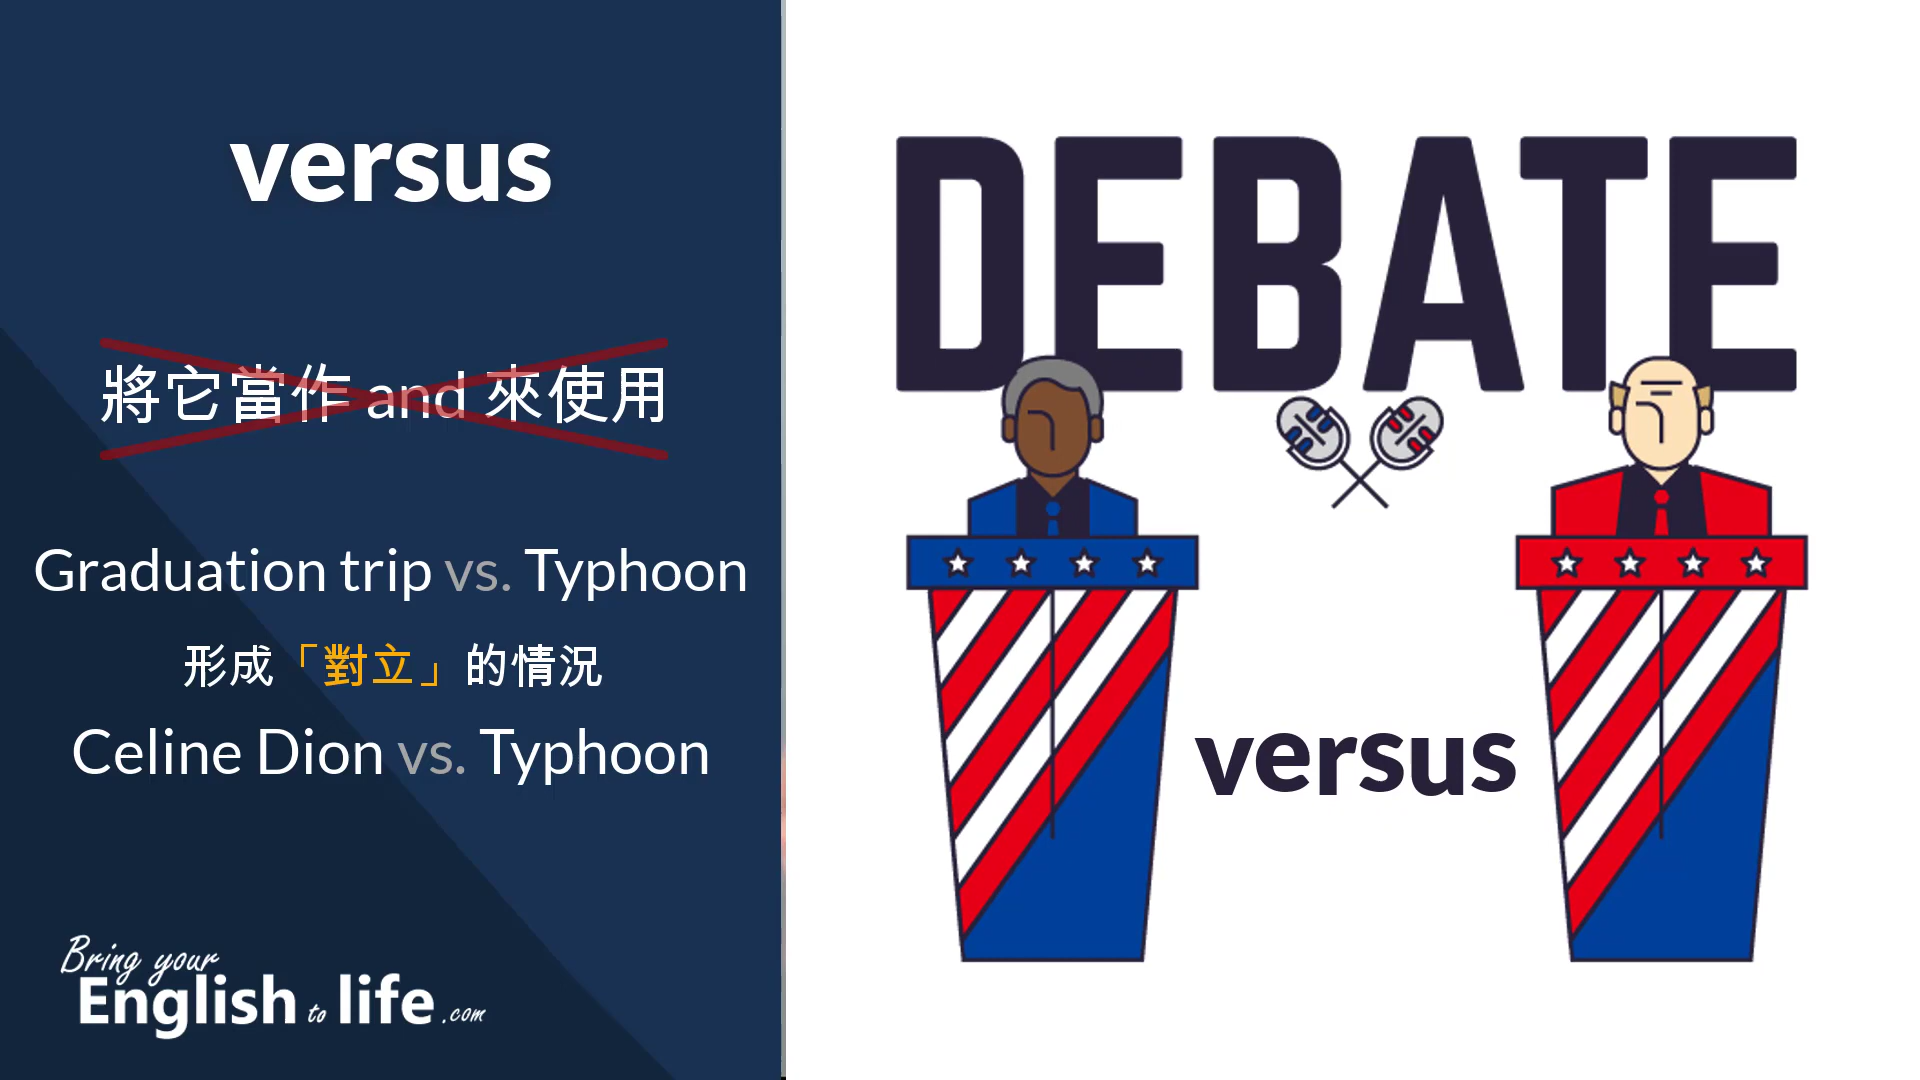 versus
將它當作 and 來使用
Graduation trip vs. Typhoon
形成「對立」的情況
Celine Dion vs. Typhoon
Bring your
English to life .com
DEBATE
versus